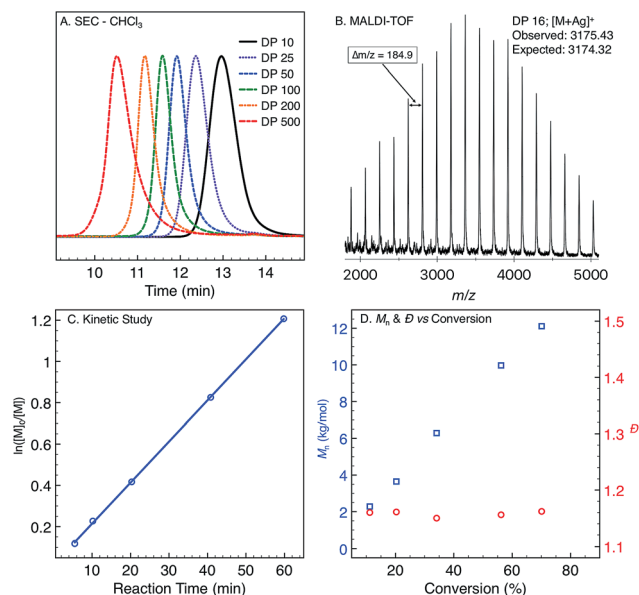 A. SEC - CHCl₃
DP 10
DP 25
DP 50
DP 100
DP 200
DP 500
10 11 12 13 14
Time (min)
B. MALDI-TOF
DP 16; [M+Ag]⁺
Observed: 3175.43
Expected: 3174.32
Δm/z = 184.9
2000 3000 4000 5000
m/z
C. Kinetic Study
ln([M]₀/[M])
1.2
1
0.8
0.6
0.4
0.2
10 20 30 40 50 60
Reaction Time (min)
D. Mₙ & Đ vs Conversion
Mₙ (kg/mol)
12
10
8
6
4
2
0
1.5
1.4
1.3
1.2
1.1
Đ
20 40 60 80
Conversion (%)